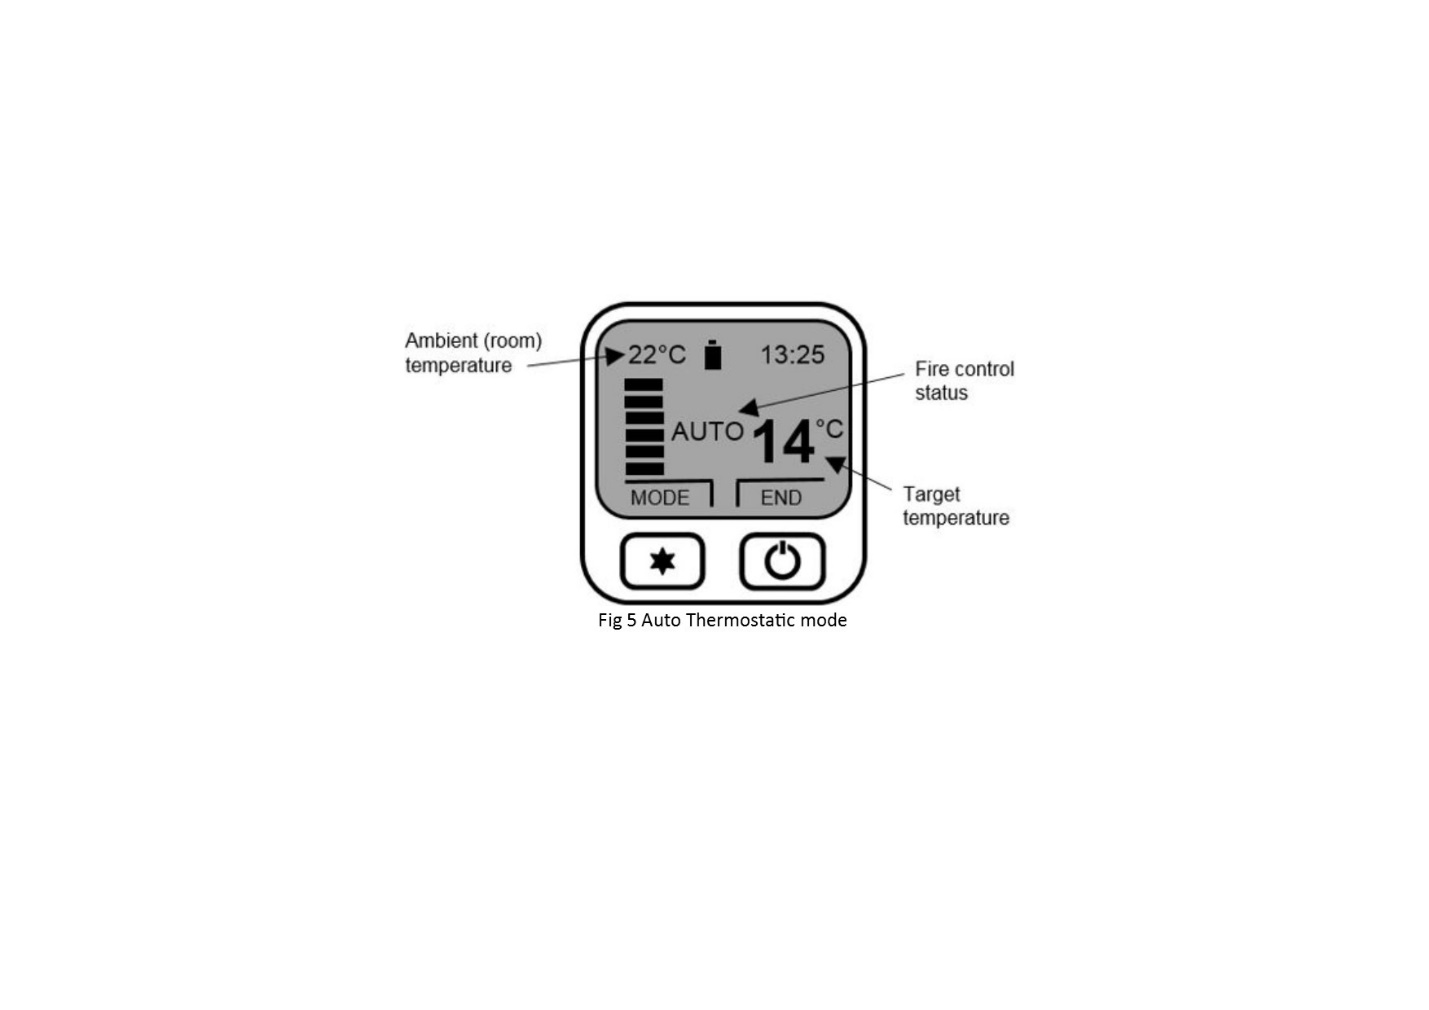 Ambient (room)
temperature
22°C 13:25
Fire control
status
AUTO 14°C
Target
temperature
MODE END
Fig 5 Auto Thermostatic mode